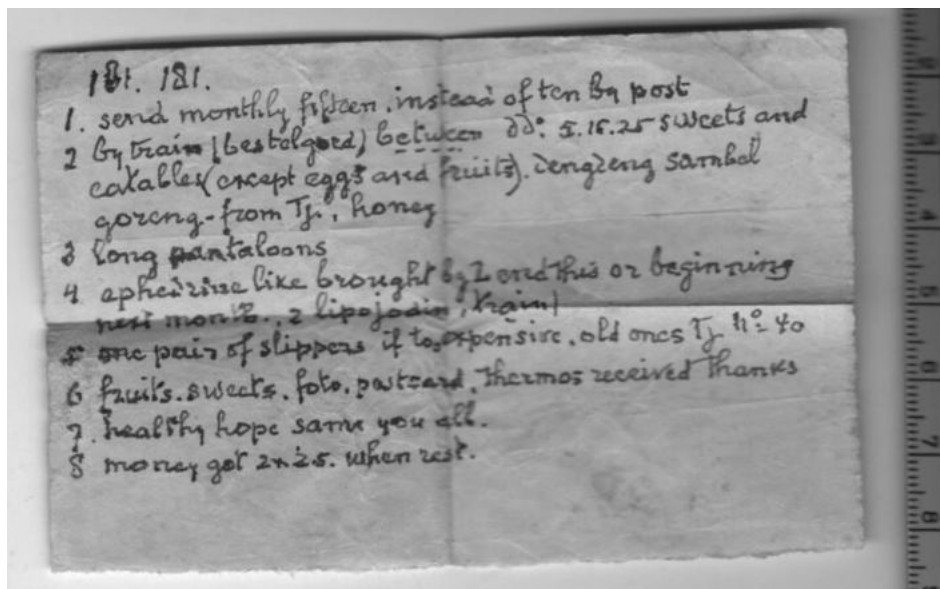 181. 181.
1. send monthly fifteen. instead of ten by post
2 by train (bestelgoed) between dd: 5.15.25 sweets and
eatables (except eggs and fruits). dengdeng sambal
goreng - from Tj., honey
3 long pantaloons
4 ephedrine like brought by I end this or beginning
next month., 2 lipojodin (train)
5 one pair of slippers if to expensive. old ones Tj nº= 40
6 fruits. sweets. foto. postcard. thermos received thanks
7. healthy hope same you all.
8 money got 2x25. when rest.